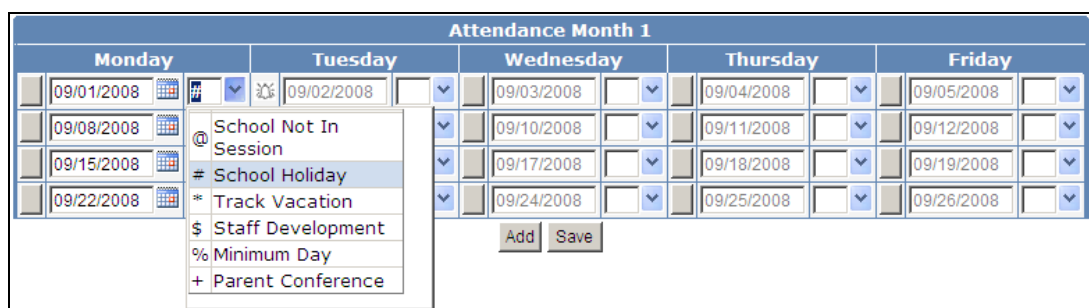 Attendance Month 1
Monday Tuesday Wednesday Thursday Friday
09/01/2008 # 09/02/2008 09/03/2008 09/04/2008 09/05/2008
09/08/2008 09/10/2008 09/11/2008 09/12/2008
09/15/2008 09/17/2008 09/18/2008 09/19/2008
09/22/2008 09/24/2008 09/25/2008 09/26/2008
@ School Not In
Session
# School Holiday
* Track Vacation
$ Staff Development
% Minimum Day
+ Parent Conference
Add Save